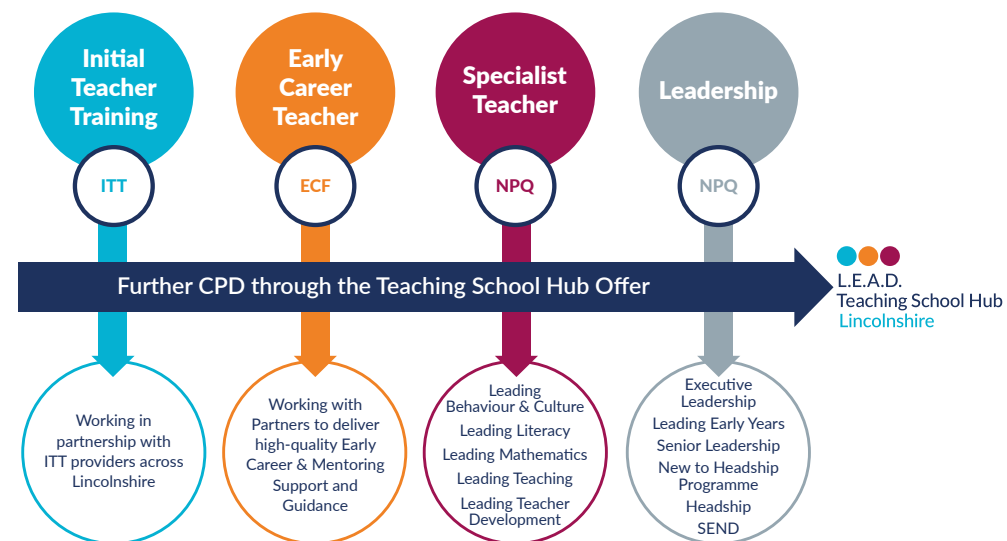 Initial
Teacher
Training
Early
Career
Teacher
Specialist
Teacher
Leadership
ITT
ECF
NPQ
NPQ
Further CPD through the Teaching School Hub Offer
L.E.A.D.
Teaching School Hub
Lincolnshire
Working in
partnership with
ITT providers across
Lincolnshire
Working with
Partners to deliver
high-quality Early
Career & Mentoring
Support and
Guidance
Leading
Behaviour & Culture
Leading Literacy
Leading Mathematics
Leading Teaching
Leading Teacher
Development
Executive
Leadership
Leading Early Years
Senior Leadership
New to Headship
Programme
Headship
SEND